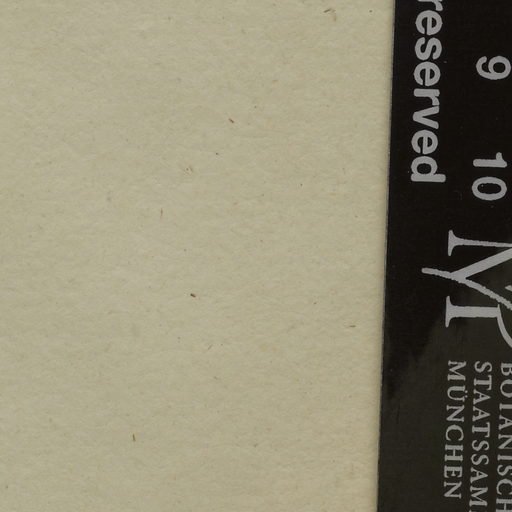 reserved
9 10
BOTANISCH
STAATSSAM
MÜNCHEN